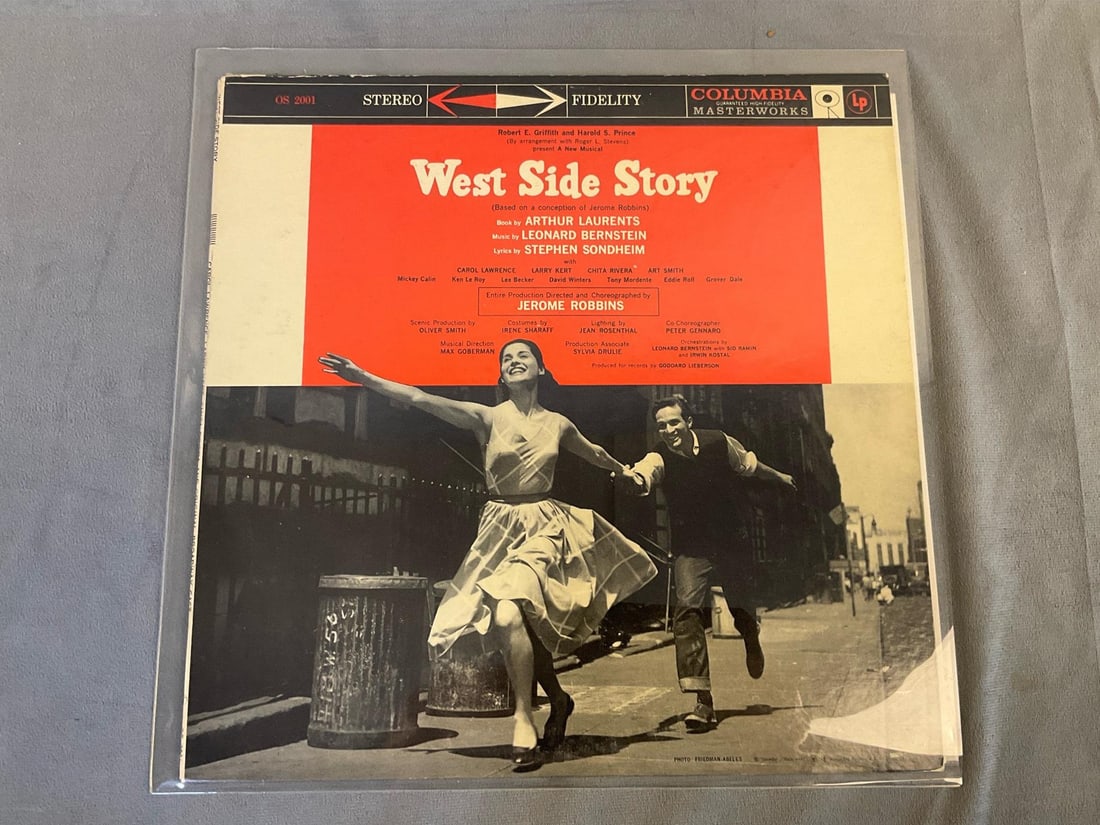 OS 2001 STEREO FIDELITY COLUMBIA
GUARANTEED HIGH FIDELITY
MASTERWORKS
Lp
Robert E. Griffith and Harold S. Prince
(By arrangement with Roger L. Stevens)
present A New Musical
West Side Story
(Based on a conception of Jerome Robbins)
Book by ARTHUR LAURENTS
Music by LEONARD BERNSTEIN
Lyrics by STEPHEN SONDHEIM
with
CAROL LAWRENCE LARRY KERT CHITA RIVERA ART SMITH
Mickey Calin Ken Le Roy Lee Becker David Winters Tony Mordente Eddie Roll Grover Dale
Entire Production Directed and Choreographed by
JEROME ROBBINS
Scenic Production by Costumes by Lighting by Co-Choreographer
OLIVER SMITH IRENE SHARAFF JEAN ROSENTHAL PETER GENNARO
Musical Direction Production Associate Orchestrations by
MAX GOBERMAN SYLVIA DRULIE LEONARD BERNSTEIN with SID RAMIN
and IRWIN KOSTAL
Produced for records by GODDARD LIEBERSON
118 W 58
PHOTO: FRIEDMAN-ABELES